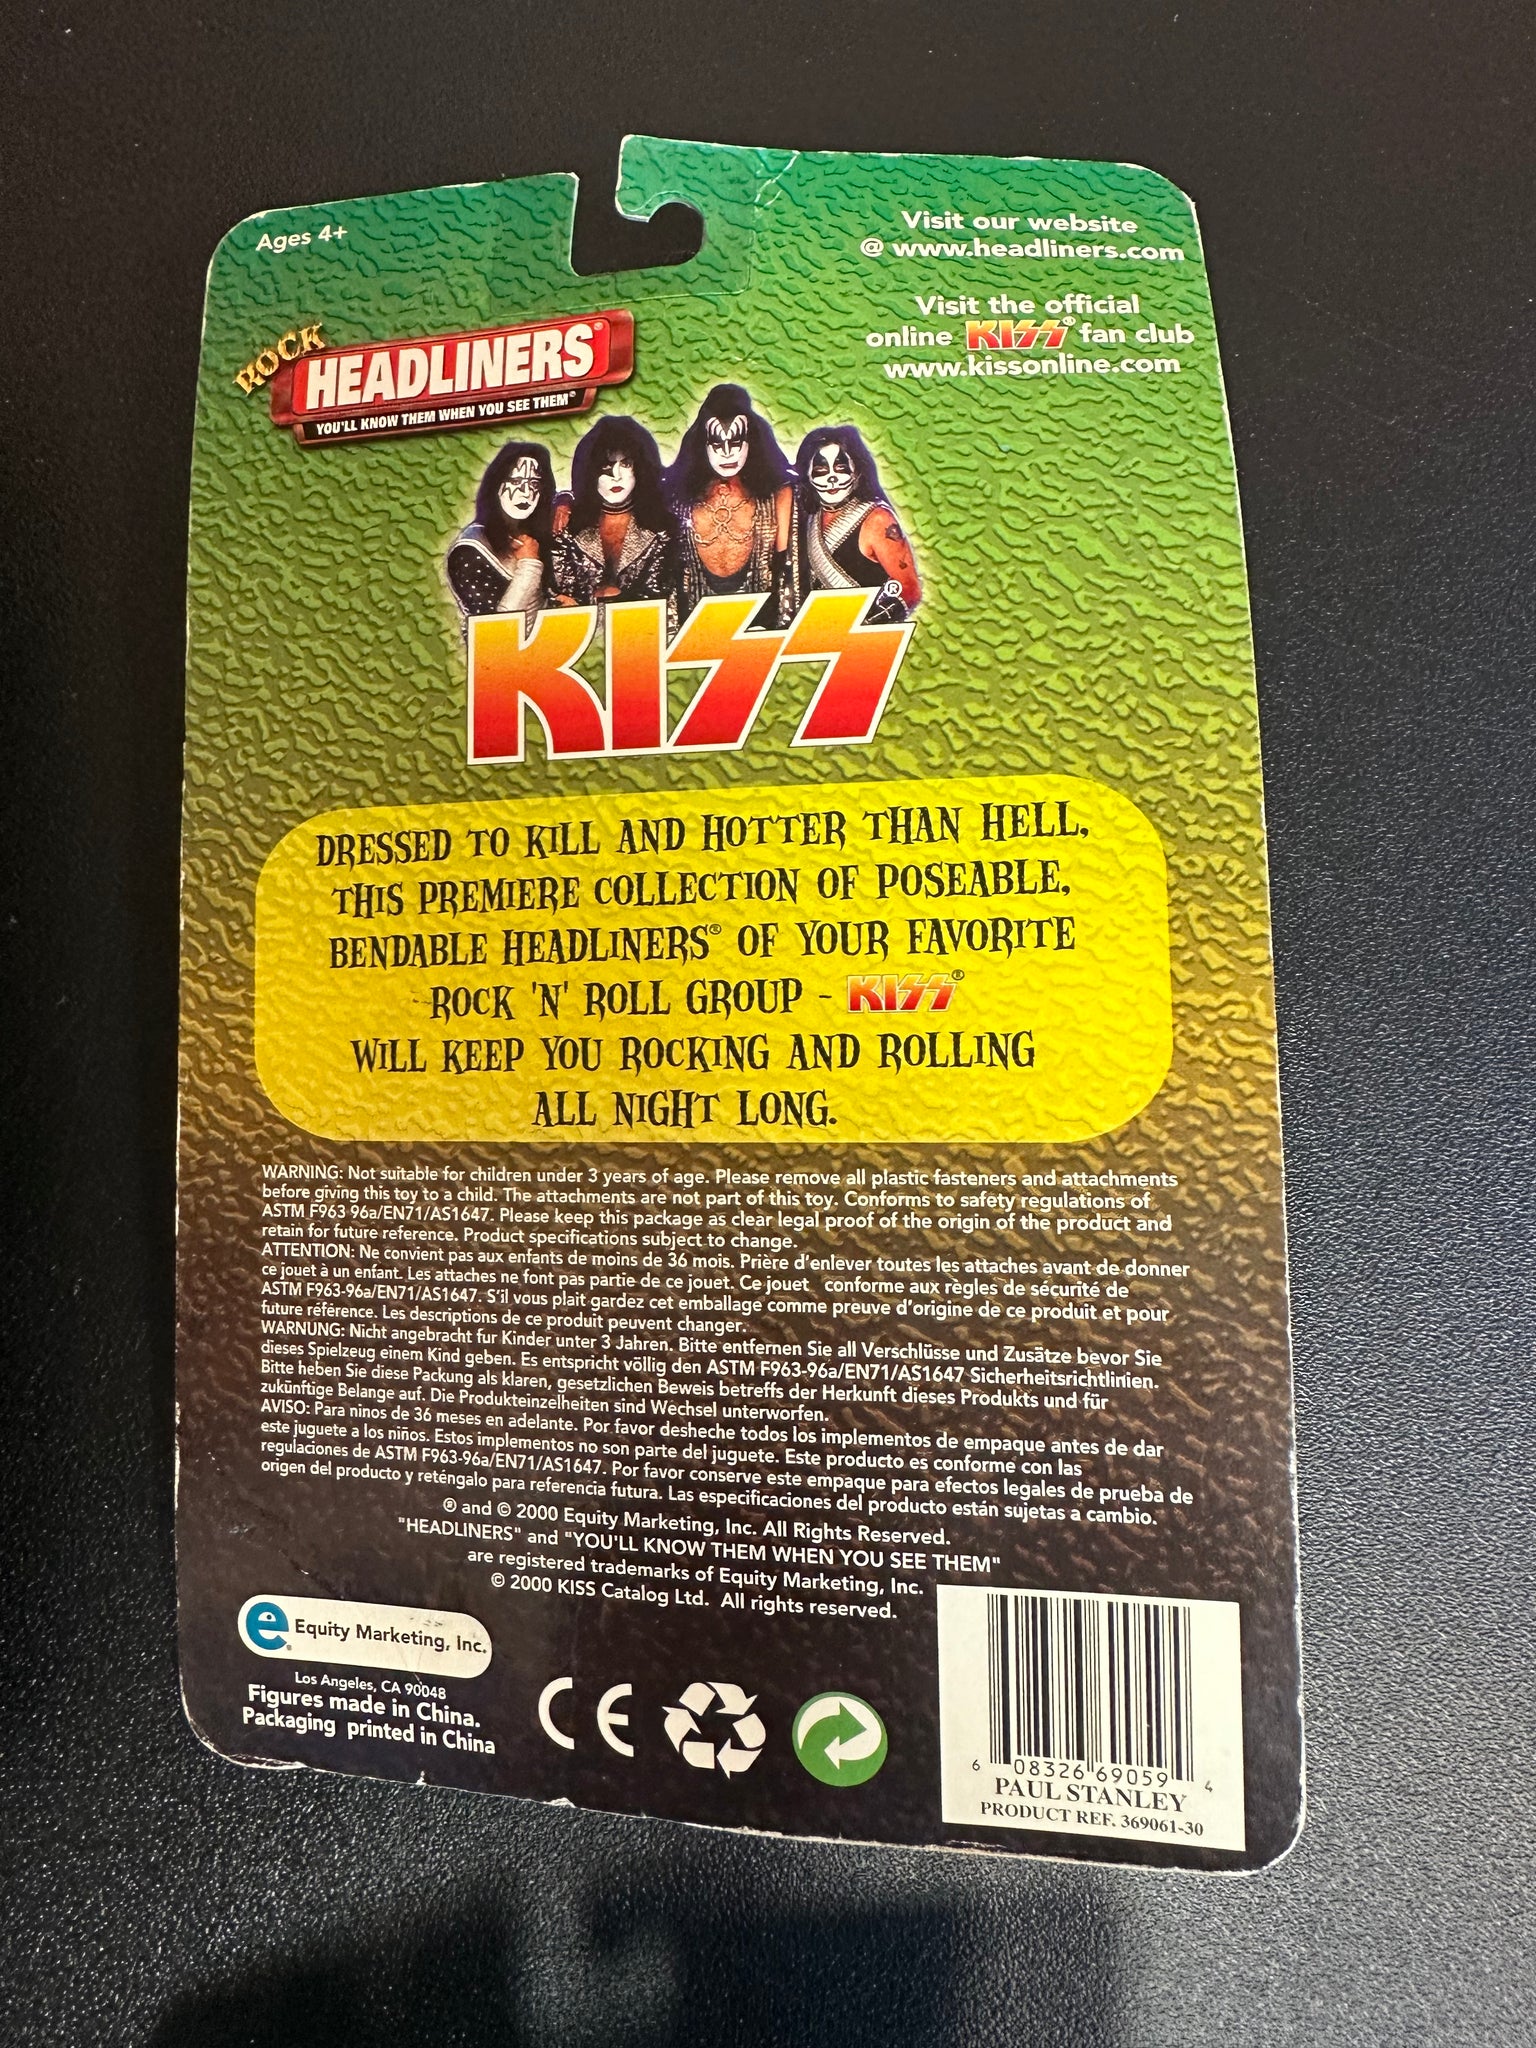 Ages 4+
Visit our website
@ www.headliners.com
Visit the official
online KISS® fan club
www.kissonline.com
ROCK
HEADLINERS®
YOU'LL KNOW THEM WHEN YOU SEE THEM®
KISS®
DRESSED TO KILL AND HOTTER THAN HELL,
THIS PREMIERE COLLECTION OF POSEABLE,
BENDABLE HEADLINERS® OF YOUR FAVORITE
ROCK 'N' ROLL GROUP - KISS®
WILL KEEP YOU ROCKING AND ROLLING
ALL NIGHT LONG.
WARNING: Not suitable for children under 3 years of age. Please remove all plastic fasteners and attachments
before giving this toy to a child. The attachments are not part of this toy. Conforms to safety regulations of
ASTM F963 96a/EN71/AS1647. Please keep this package as clear legal proof of the origin of the product and
retain for future reference. Product specifications subject to change.
ATTENTION: Ne convient pas aux enfants de moins de 36 mois. Prière d'enlever toutes les attaches avant de donner
ce jouet à un enfant. Les attaches ne font pas partie de ce jouet. Ce jouet conforme aux règles de sécurité de
ASTM F963-96a/EN71/AS1647. S'il vous plait gardez cet emballage comme preuve d'origine de ce produit et pour
future référence. Les descriptions de ce produit peuvent changer.
WARNUNG: Nicht angebracht fur Kinder unter 3 Jahren. Bitte entfernen Sie all Verschlüsse und Zusätze bevor Sie
dieses Spielzeug einem Kind geben. Es entspricht völlig den ASTM F963-96a/EN71/AS1647 Sicherheitsrichtlinien.
Bitte heben Sie diese Packung als klaren, gesetzlichen Beweis betreffs der Herkunft dieses Produkts und für
zukünftige Belange auf. Die Produkteinzelheiten sind Wechsel unterworfen.
AVISO: Para ninos de 36 meses en adelante. Por favor desheche todos los implementos de empaque antes de dar
este juguete a los niños. Estos implementos no son parte del juguete. Este producto es conforme con las
regulaciones de ASTM F963-96a/EN71/AS1647. Por favor conserve este empaque para efectos legales de prueba de
origen del producto y reténgalo para referencia futura. Las especificaciones del producto están sujetas a cambio.
® and © 2000 Equity Marketing, Inc. All Rights Reserved.
"HEADLINERS" and "YOU'LL KNOW THEM WHEN YOU SEE THEM"
are registered trademarks of Equity Marketing, Inc.
© 2000 KISS Catalog Ltd. All rights reserved.
e Equity Marketing, Inc.
Los Angeles, CA 90048
Figures made in China.
Packaging printed in China
CE
6 08326 69059 4
PAUL STANLEY
PRODUCT REF. 369061-30